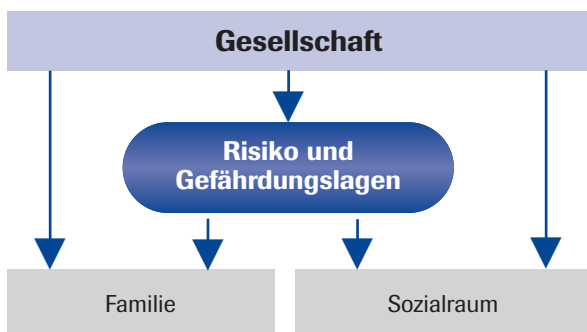 Gesellschaft
Risiko und
Gefährdungslagen
Familie
Sozialraum